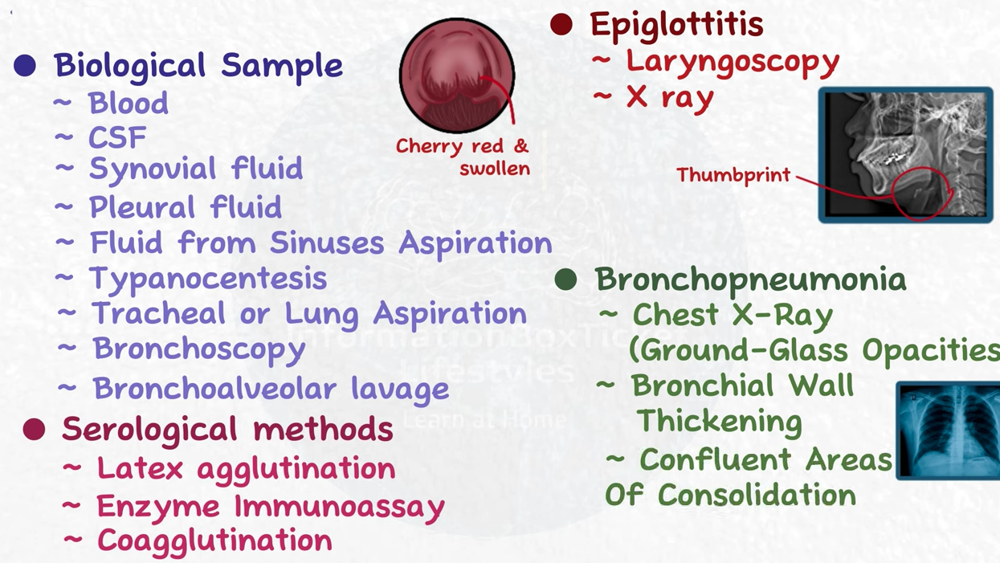 ● Biological Sample
~ Blood
~ CSF
~ Synovial fluid
~ Pleural fluid
~ Fluid from Sinuses Aspiration
~ Typanocentesis
~ Tracheal or Lung Aspiration
~ Bronchoscopy
~ Bronchoalveolar lavage
● Serological methods
~ Latex agglutination
~ Enzyme Immunoassay
~ Coagglutination
Cherry red &
swollen
● Epiglottitis
~ Laryngoscopy
~ X ray
Thumbprint
● Bronchopneumonia
~ Chest X-Ray
(Ground-Glass Opacities
~ Bronchial Wall
Thickening
~ Confluent Areas
Of Consolidation
InformationBoxTicker
Lifestyles
Learn at Home